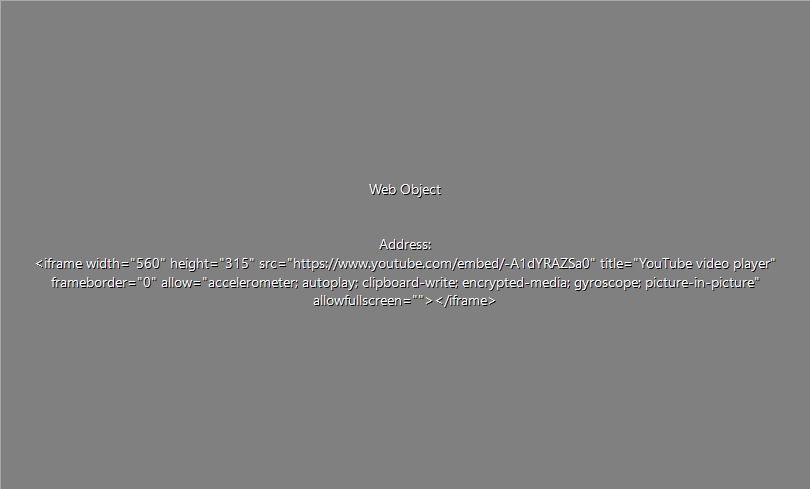 Web Object
Address:
<iframe width="560" height="315" src="https://www.youtube.com/embed/-A1dYRAZSa0" title="YouTube video player"
frameborder="0" allow="accelerometer; autoplay; clipboard-write; encrypted-media; gyroscope; picture-in-picture"
allowfullscreen=""></iframe>